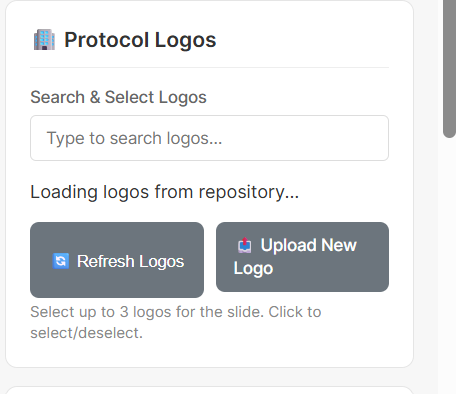 🏢 Protocol Logos
Search & Select Logos
Type to search logos...
Loading logos from repository...
🔄 Refresh Logos
📤 Upload New
Logo
Select up to 3 logos for the slide. Click to
select/deselect.